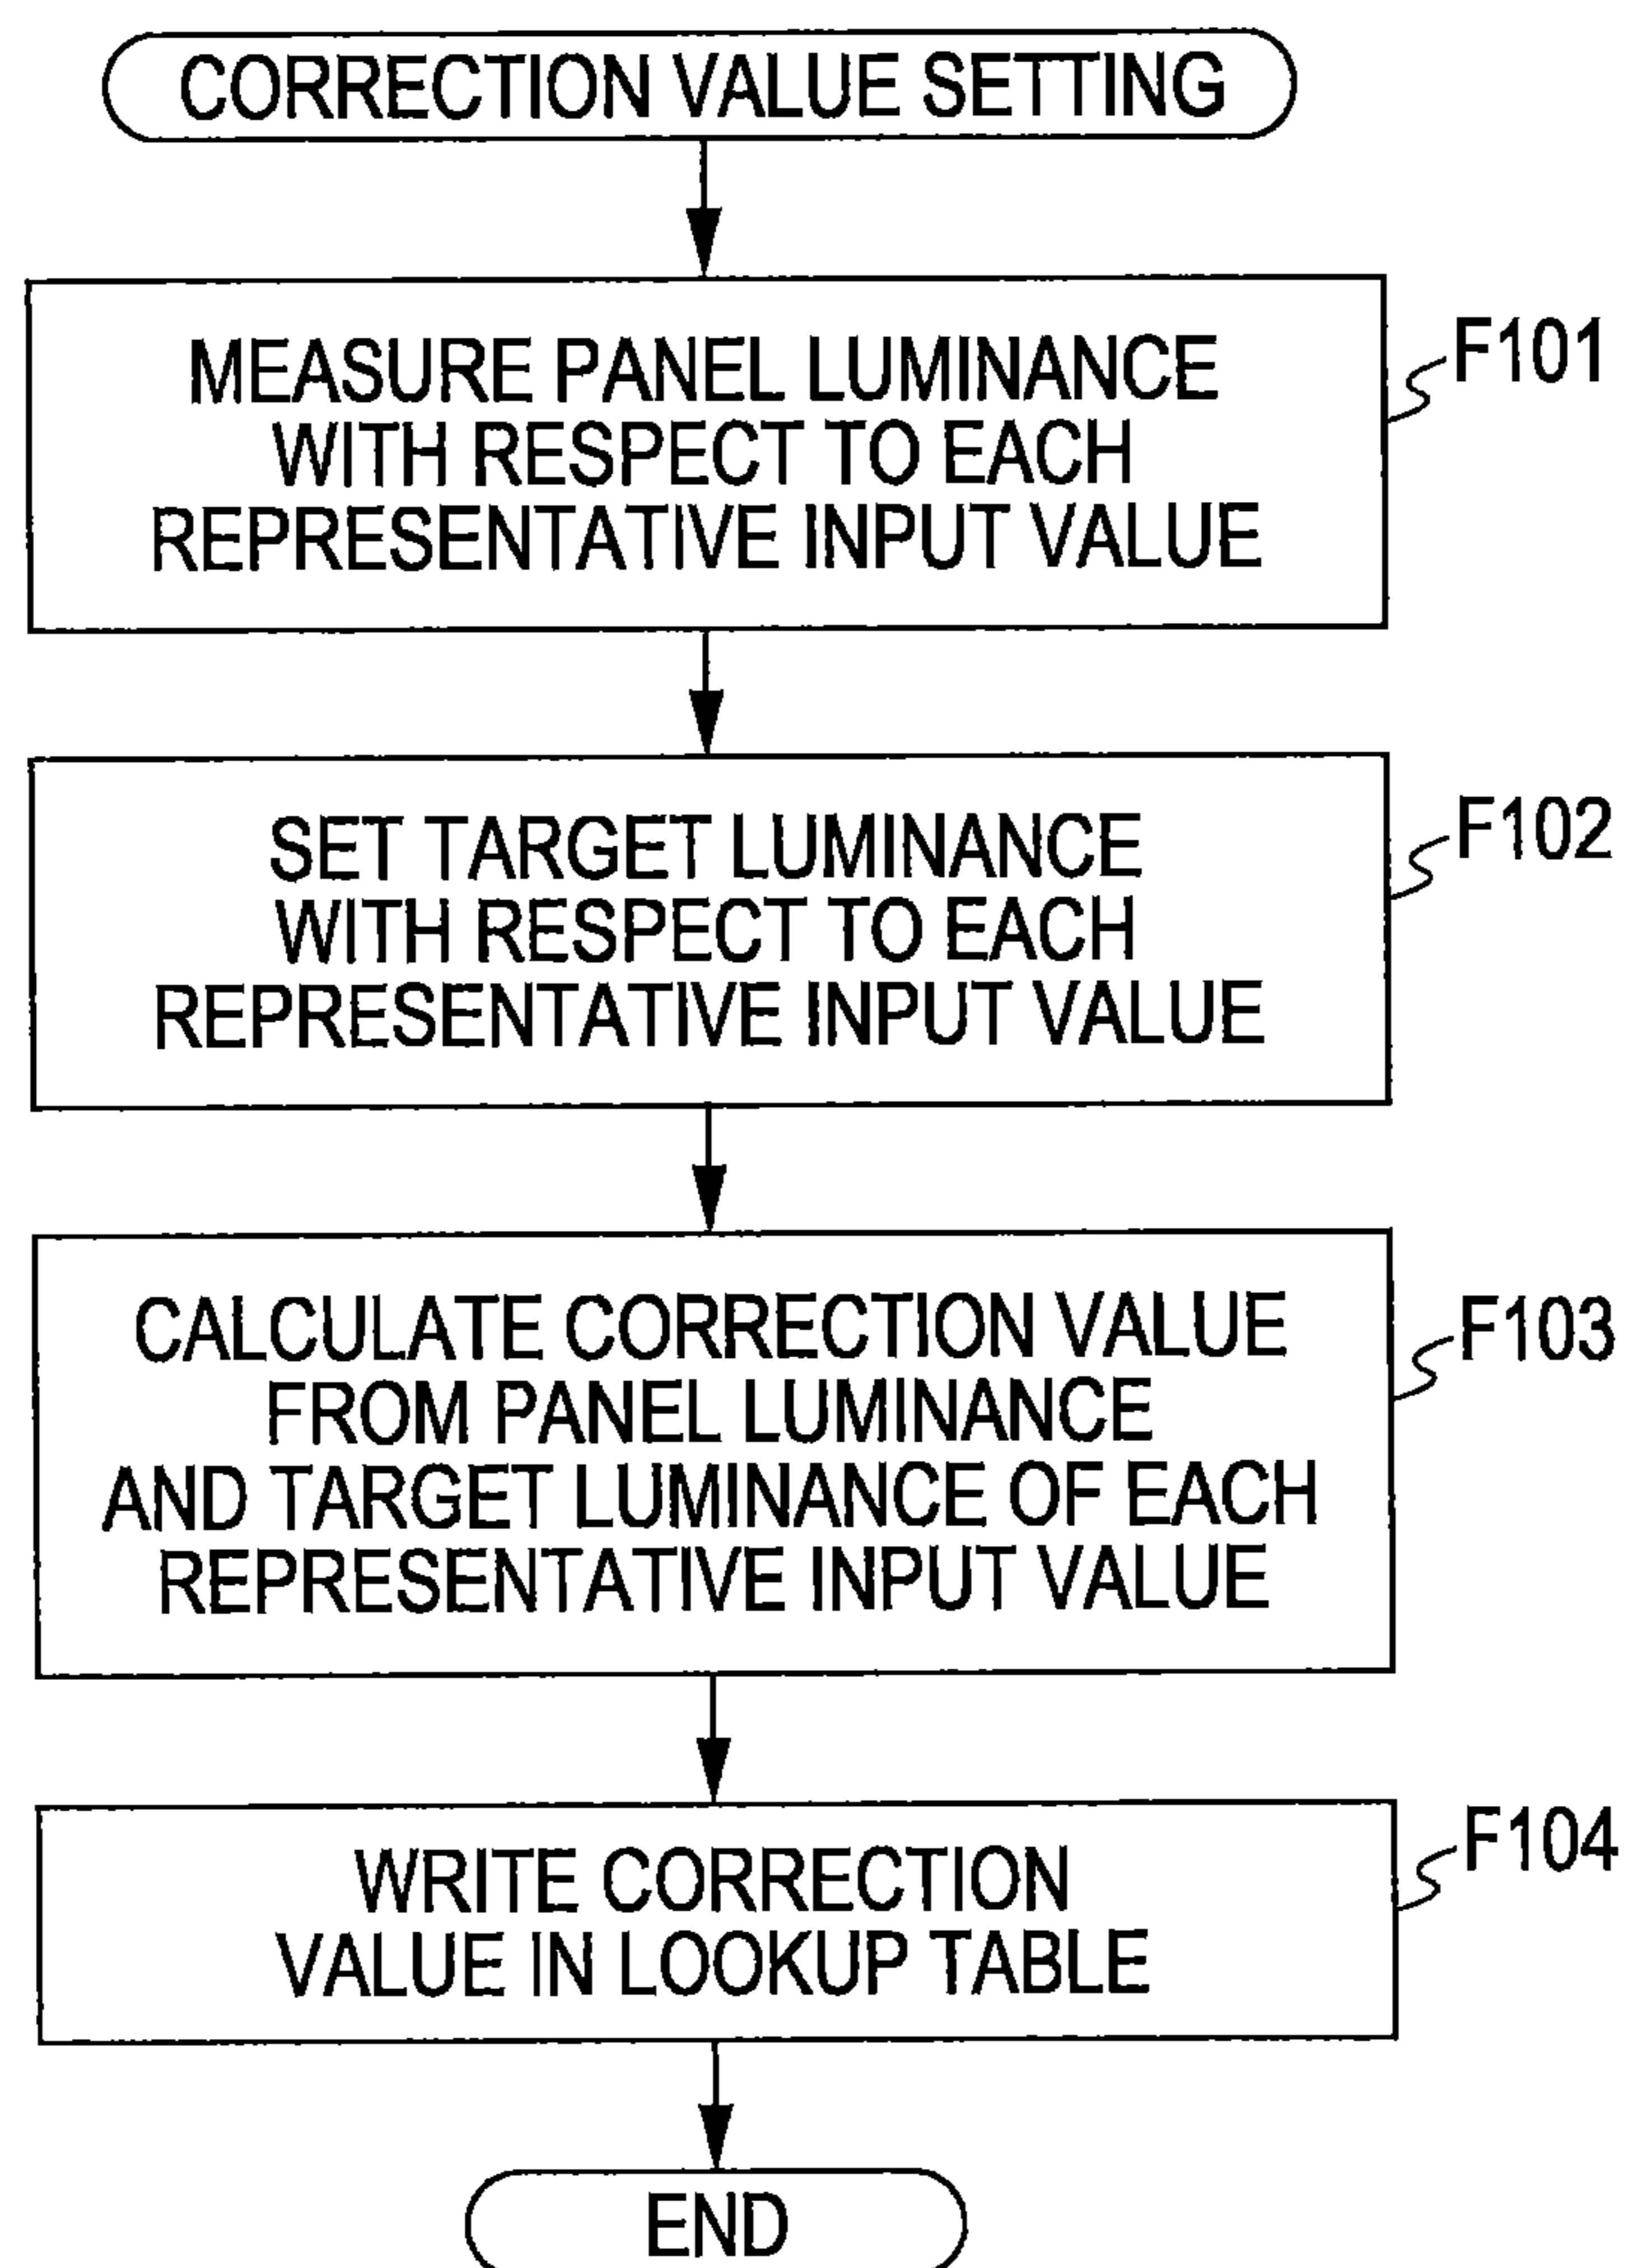 CORRECTION VALUE SETTING
MEASURE PANEL LUMINANCE
WITH RESPECT TO EACH
REPRESENTATIVE INPUT VALUE
F101
SET TARGET LUMINANCE
WITH RESPECT TO EACH
REPRESENTATIVE INPUT VALUE
F102
CALCULATE CORRECTION VALUE
FROM PANEL LUMINANCE
AND TARGET LUMINANCE OF EACH
REPRESENTATIVE INPUT VALUE
F103
WRITE CORRECTION
VALUE IN LOOKUP TABLE
F104
END